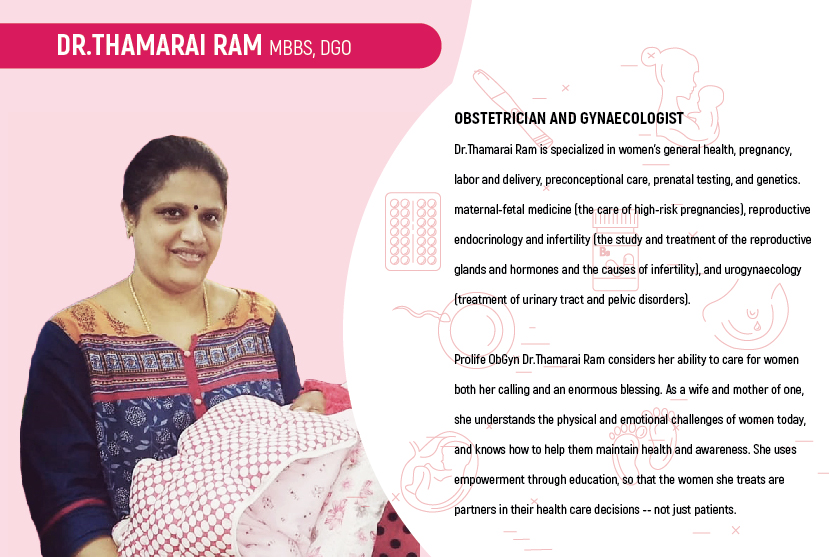 DR.THAMARAI RAM MBBS, DGO
OBSTETRICIAN AND GYNAECOLOGIST
Dr.Thamarai Ram is specialized in women's general health, pregnancy,
labor and delivery, preconceptional care, prenatal testing, and genetics.
maternal-fetal medicine (the care of high-risk pregnancies), reproductive
endocrinology and infertility (the study and treatment of the reproductive
glands and hormones and the causes of infertility), and urogynaecology
(treatment of urinary tract and pelvic disorders).
Prolife ObGyn Dr.Thamarai Ram considers her ability to care for women
both her calling and an enormous blessing. As a wife and mother of one,
she understands the physical and emotional challenges of women today,
and knows how to help them maintain health and awareness. She uses
empowerment through education, so that the women she treats are
partners in their health care decisions -- not just patients.